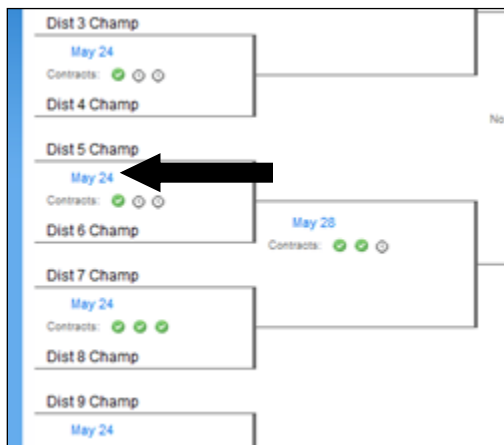 Dist 3 Champ
May 24
Contracts:
Dist 4 Champ
No
Dist 5 Champ
May 24
Contracts:
Dist 6 Champ
May 28
Contracts:
Dist 7 Champ
May 24
Contracts:
Dist 8 Champ
Dist 9 Champ
May 24